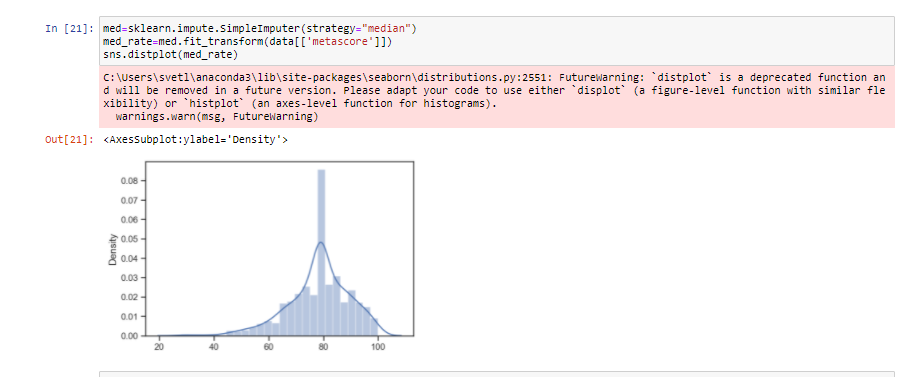 In [21]: med=sklearn.impute.SimpleImputer(strategy="median")
med_rate=med.fit_transform(data[['metascore']])
sns.distplot(med_rate)
C:\Users\svetl\anaconda3\lib\site-packages\seaborn\distributions.py:2551: FutureWarning: `distplot` is a deprecated function an
d will be removed in a future version. Please adapt your code to use either `displot` (a figure-level function with similar fle
xibility) or `histplot` (an axes-level function for histograms).
warnings.warn(msg, FutureWarning)
Out[21]: <AxesSubplot:ylabel='Density'>
0.08
0.07
0.06
0.05
0.04
0.03
0.02
0.01
0.00
Density
20 40 60 80 100